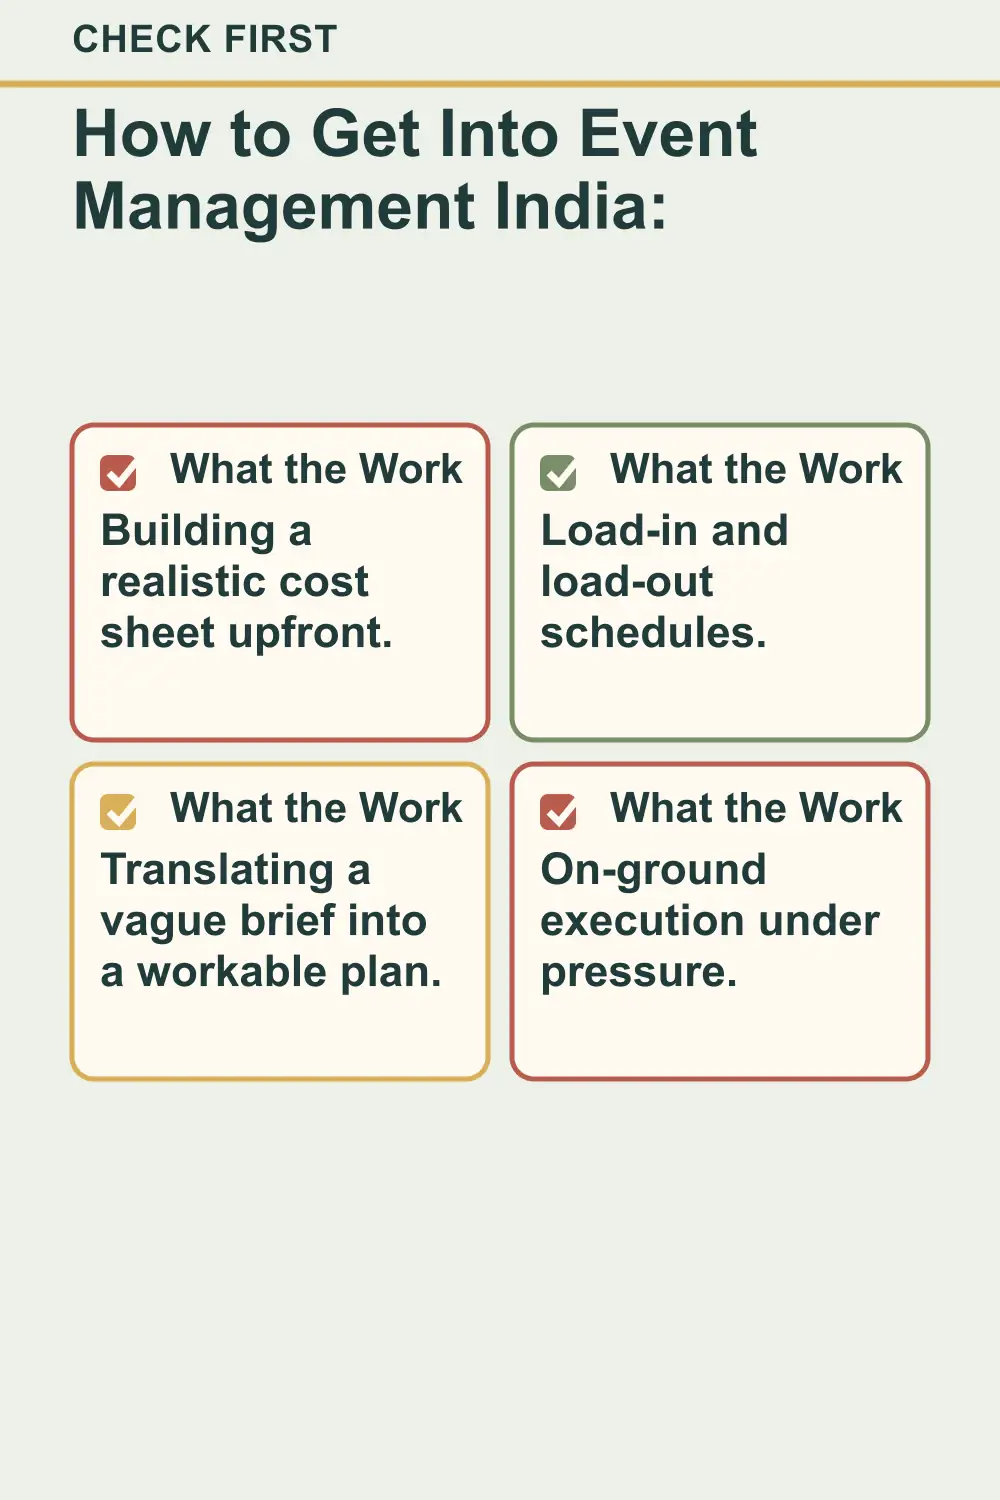 CHECK FIRST
How to Get Into Event
Management India:
What the Work
Building a
realistic cost
sheet upfront.
What the Work
Load-in and
load-out
schedules.
What the Work
Translating a
vague brief into
a workable plan.
What the Work
On-ground
execution under
pressure.